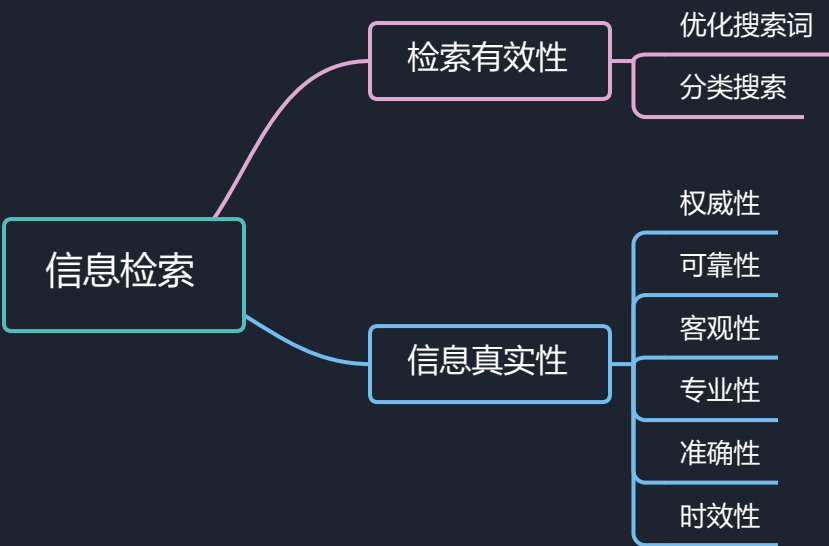 信息检索
检索有效性
优化搜索词
分类搜索
信息真实性
权威性
可靠性
客观性
专业性
准确性
时效性